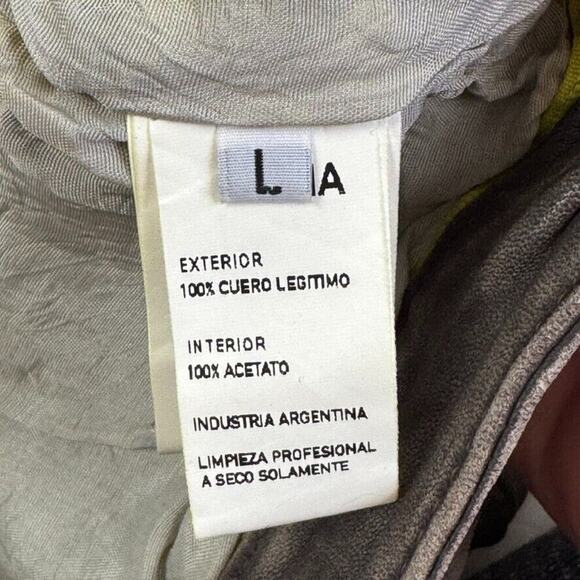 L
A
EXTERIOR
100% CUERO LEGITIMO
INTERIOR
100% ACETATO
INDUSTRIA ARGENTINA
LIMPIEZA PROFESIONAL
A SECO SOLAMENTE